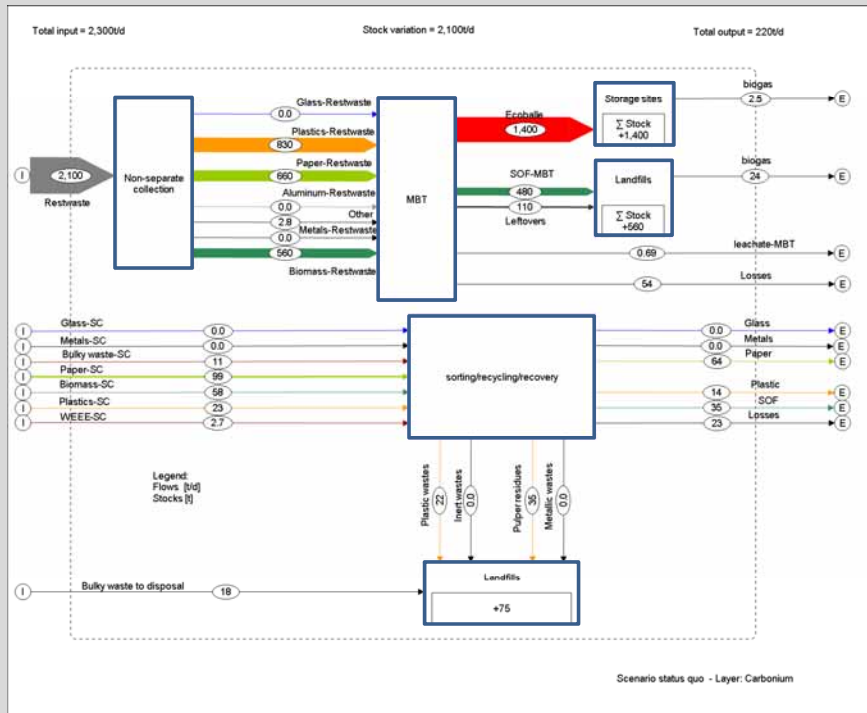 Total input = 2,300t/d
Stock variation = 2,100t/d
Total output = 220t/d
I
2,100
Restwaste
Non-separate
collection
Glass-Restwaste
0.0
Plastics-Restwaste
830
Paper-Restwaste
660
Aluminum-Restwaste
0.0
Other
2.8
Metals-Restwaste
0.0
560
Biomass-Restwaste
MBT
Ecoballe
1,400
Storage sites
∑ Stock
+1,400
biogas
2.5
E
SOF-MBT
480
110
Leftovers
Landfills
∑ Stock
+560
biogas
24
E
leachate-MBT
0.69
E
Losses
54
E
I
Glass-SC
0.0
I
Metals-SC
0.0
I
Bulky waste-SC
11
I
Paper-SC
99
I
Biomass-SC
58
I
Plastics-SC
23
I
WEEE-SC
2.7
sorting/recycling/recovery
Glass
0.0
E
Metals
0.0
E
Paper
64
E
Plastic
14
E
SOF
35
E
Losses
23
E
Legend:
Flows [t/d]
Stocks [t]
Plastic wastes
22
Inert wastes
0.0
Pulper residues
35
Metallic wastes
0.0
I
Bulky waste to disposal
18
Landfills
+75
Scenario status quo - Layer: Carbonium